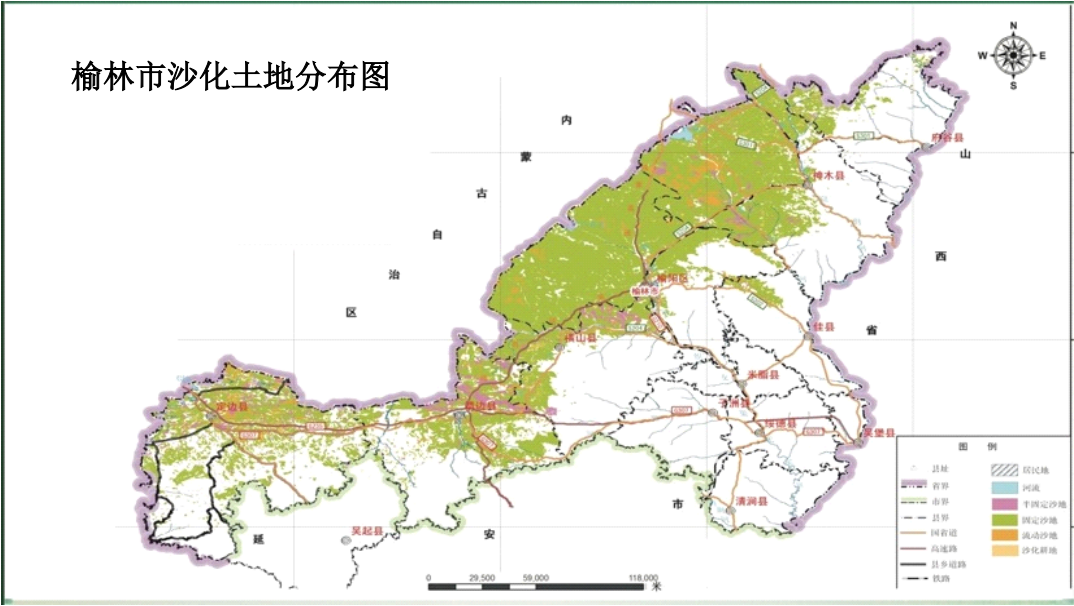 榆林市沙化土地分布图
N
W
E
S
内
蒙
古
自
治
区
山
西
省
府谷县
神木县
榆阳区
榆林市
横山县
佳县
米脂县
子洲县
绥德县
吴堡县
清涧县
靖边县
定边县
吴起县
延
安
市
S301
S204
G307
图 例
县址
省界
市界
县界
国省道
高速路
县乡道路
铁路
居民地
河流
半固定沙地
固定沙地
流动沙地
沙化耕地
0 29,500 59,000 118,000
米